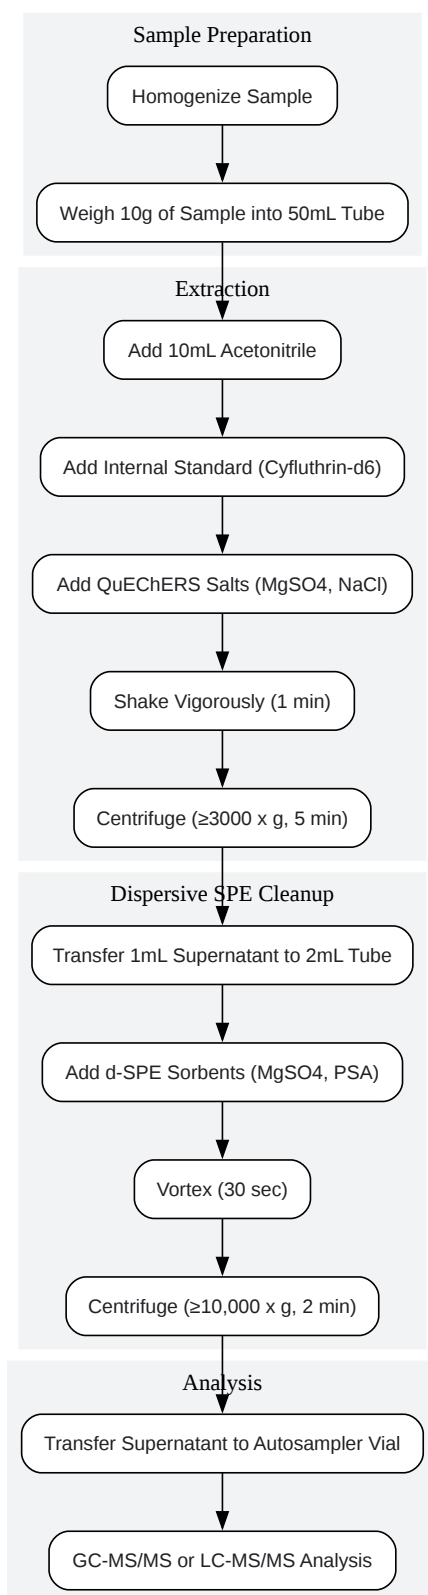 Sample Preparation
Homogenize Sample
Weigh 10g of Sample into 50mL Tube
Extraction
Add 10mL Acetonitrile
Add Internal Standard (Cyfluthrin-d6)
Add QuEChERS Salts (MgSO4, NaCl)
Shake Vigorously (1 min)
Centrifuge (≥3000 x g, 5 min)
Dispersive SPE Cleanup
Transfer 1mL Supernatant to 2mL Tube
Add d-SPE Sorbents (MgSO4, PSA)
Vortex (30 sec)
Centrifuge (≥10,000 x g, 2 min)
Analysis
Transfer Supernatant to Autosampler Vial
GC-MS/MS or LC-MS/MS Analysis